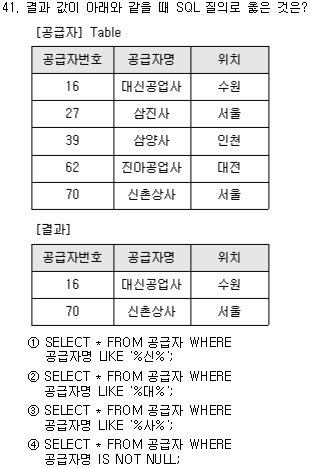 41. 결과 값이 아래와 같을 때 SQL 질의로 옳은 것은?
[공급자] Table
공급자번호 공급자명 위치
16 대신공업사 수원
27 삼진사 서울
39 삼양사 인천
62 진아공업사 대전
70 신촌상사 서울
[결과]
공급자번호 공급자명 위치
16 대신공업사 수원
70 신촌상사 서울
① SELECT * FROM 공급자 WHERE
공급자명 LIKE '%신%';
② SELECT * FROM 공급자 WHERE
공급자명 LIKE '%대%';
③ SELECT * FROM 공급자 WHERE
공급자명 LIKE '%사%';
④ SELECT * FROM 공급자 WHERE
공급자명 IS NOT NULL;